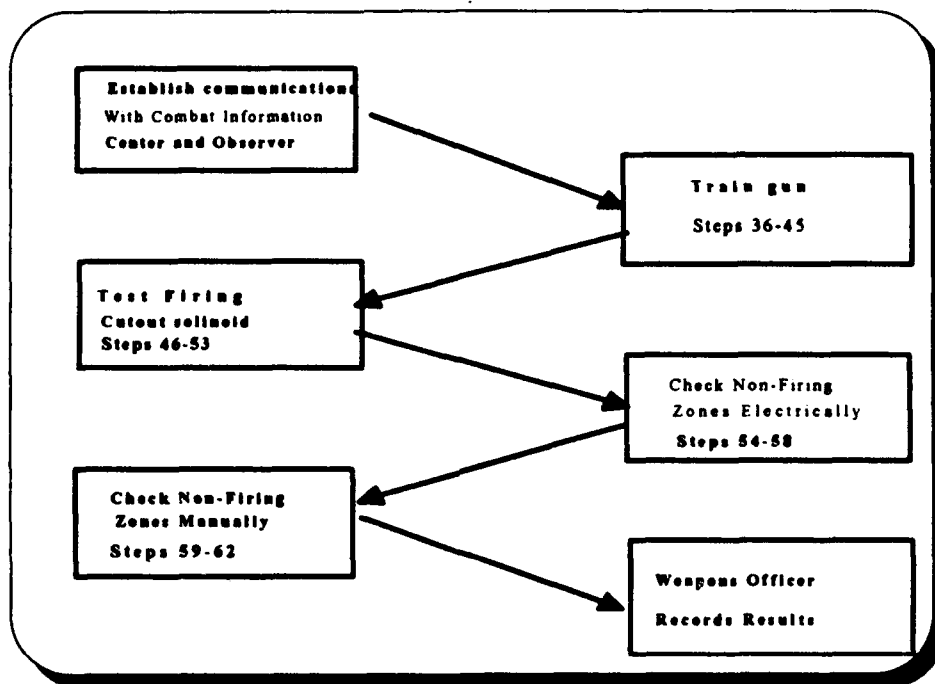 Establish communications
With Combat Information
Center and Observer
Train gun
Steps 36-45
Test Firing
Cutout solinoid
Steps 46-53
Check Non-Firing
Zones Electrically
Steps 54-58
Check Non-Firing
Zones Manually
Steps 59-62
Weapons Officer
Records Results